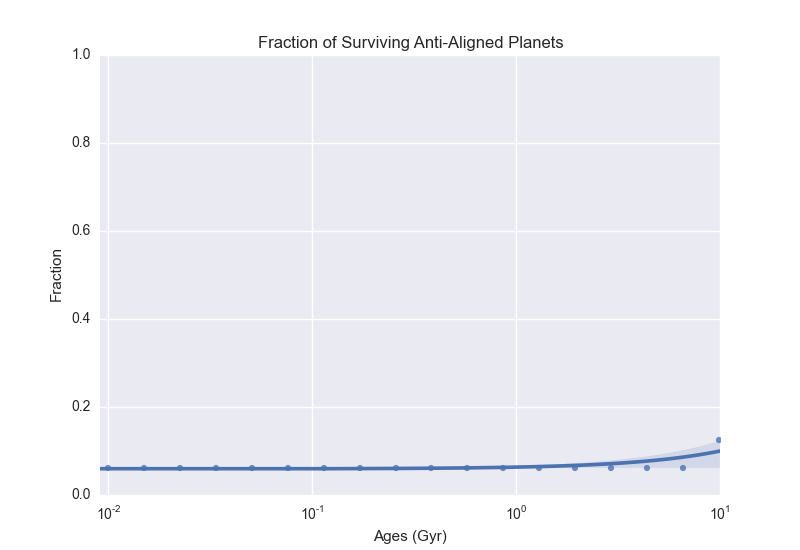 Fraction of Surviving Anti-Aligned Planets
1.0
0.8
0.6
0.4
0.2
0.0
Fraction
10^-2 10^-1 10^0 10^1
Ages (Gyr)